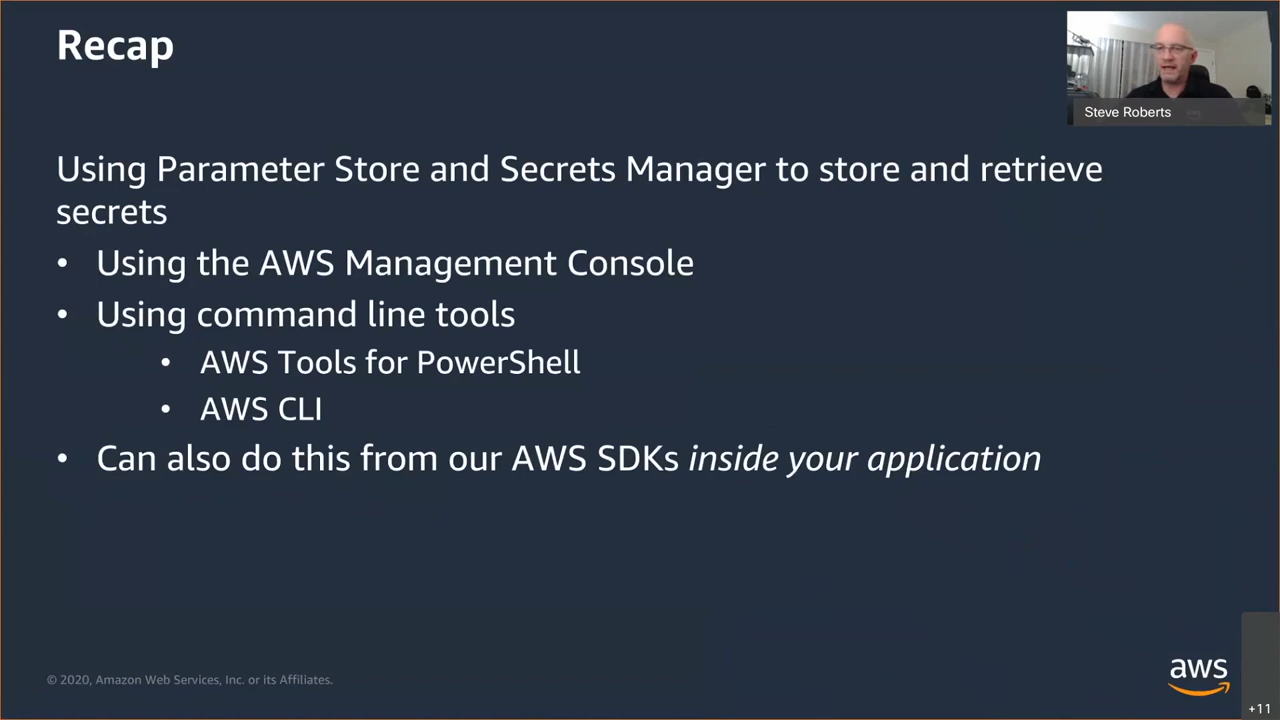 Recap
Steve Roberts
Using Parameter Store and Secrets Manager to store and retrieve
secrets
• Using the AWS Management Console
• Using command line tools
• AWS Tools for PowerShell
• AWS CLI
• Can also do this from our AWS SDKs inside your application
© 2020, Amazon Web Services, Inc. or its Affiliates.
aws
+11